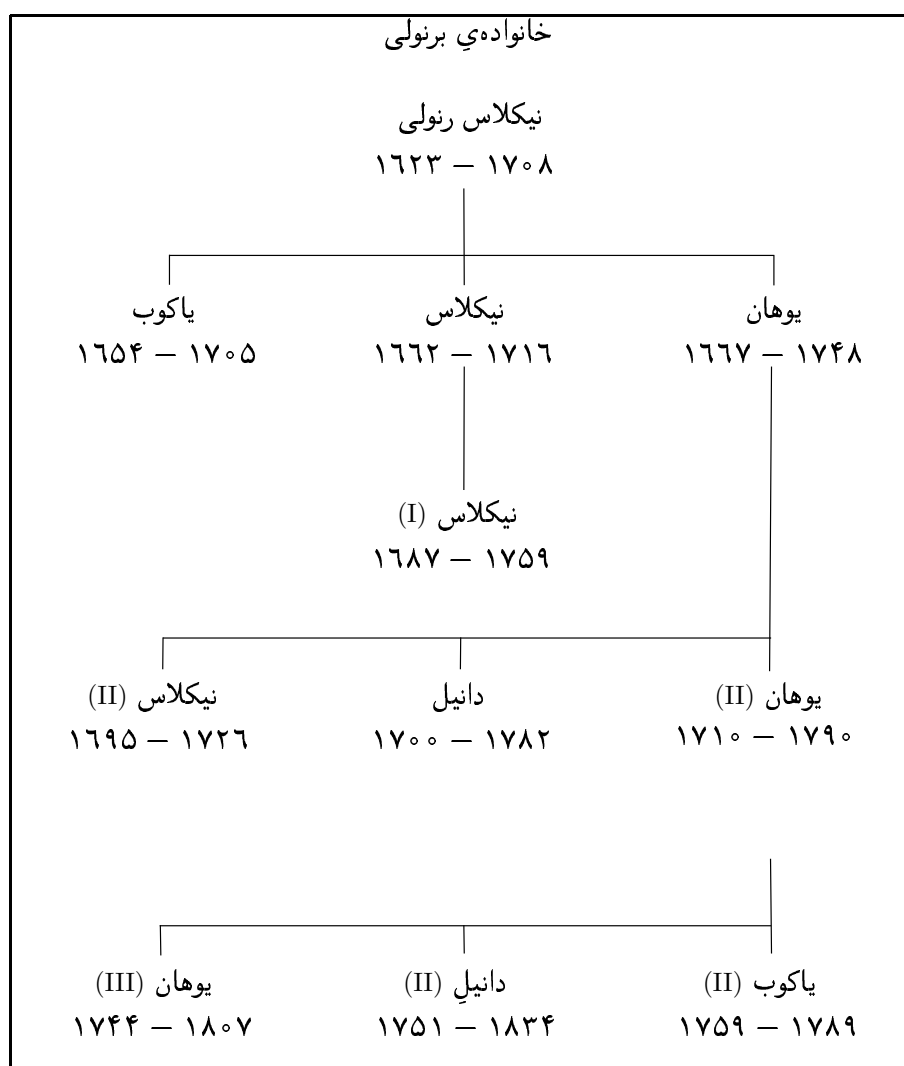 خانواده‌یِ برنولی
نیکلاس رنولی
۱۶۲۳ – ۱۷۰۸
یوهان نیکلاس یاکوب
۱۶۶۷ – ۱۷۴۸ ۱۶۶۲ – ۱۷۱۶ ۱۶۵۴ – ۱۷۰۵
نیکلاس (I)
۱۶۸۷ – ۱۷۵۹
یوهان (II) دانیل نیکلاس (II)
۱۷۱۰ – ۱۷۹۰ ۱۷۰۰ – ۱۷۸۲ ۱۶۹۵ – ۱۷۲۶
یاکوب (II) دانیلِ (II) یوهان (III)
۱۷۵۹ – ۱۷۸۹ ۱۷۵۱ – ۱۸۳۴ ۱۷۴۴ – ۱۸۰۷